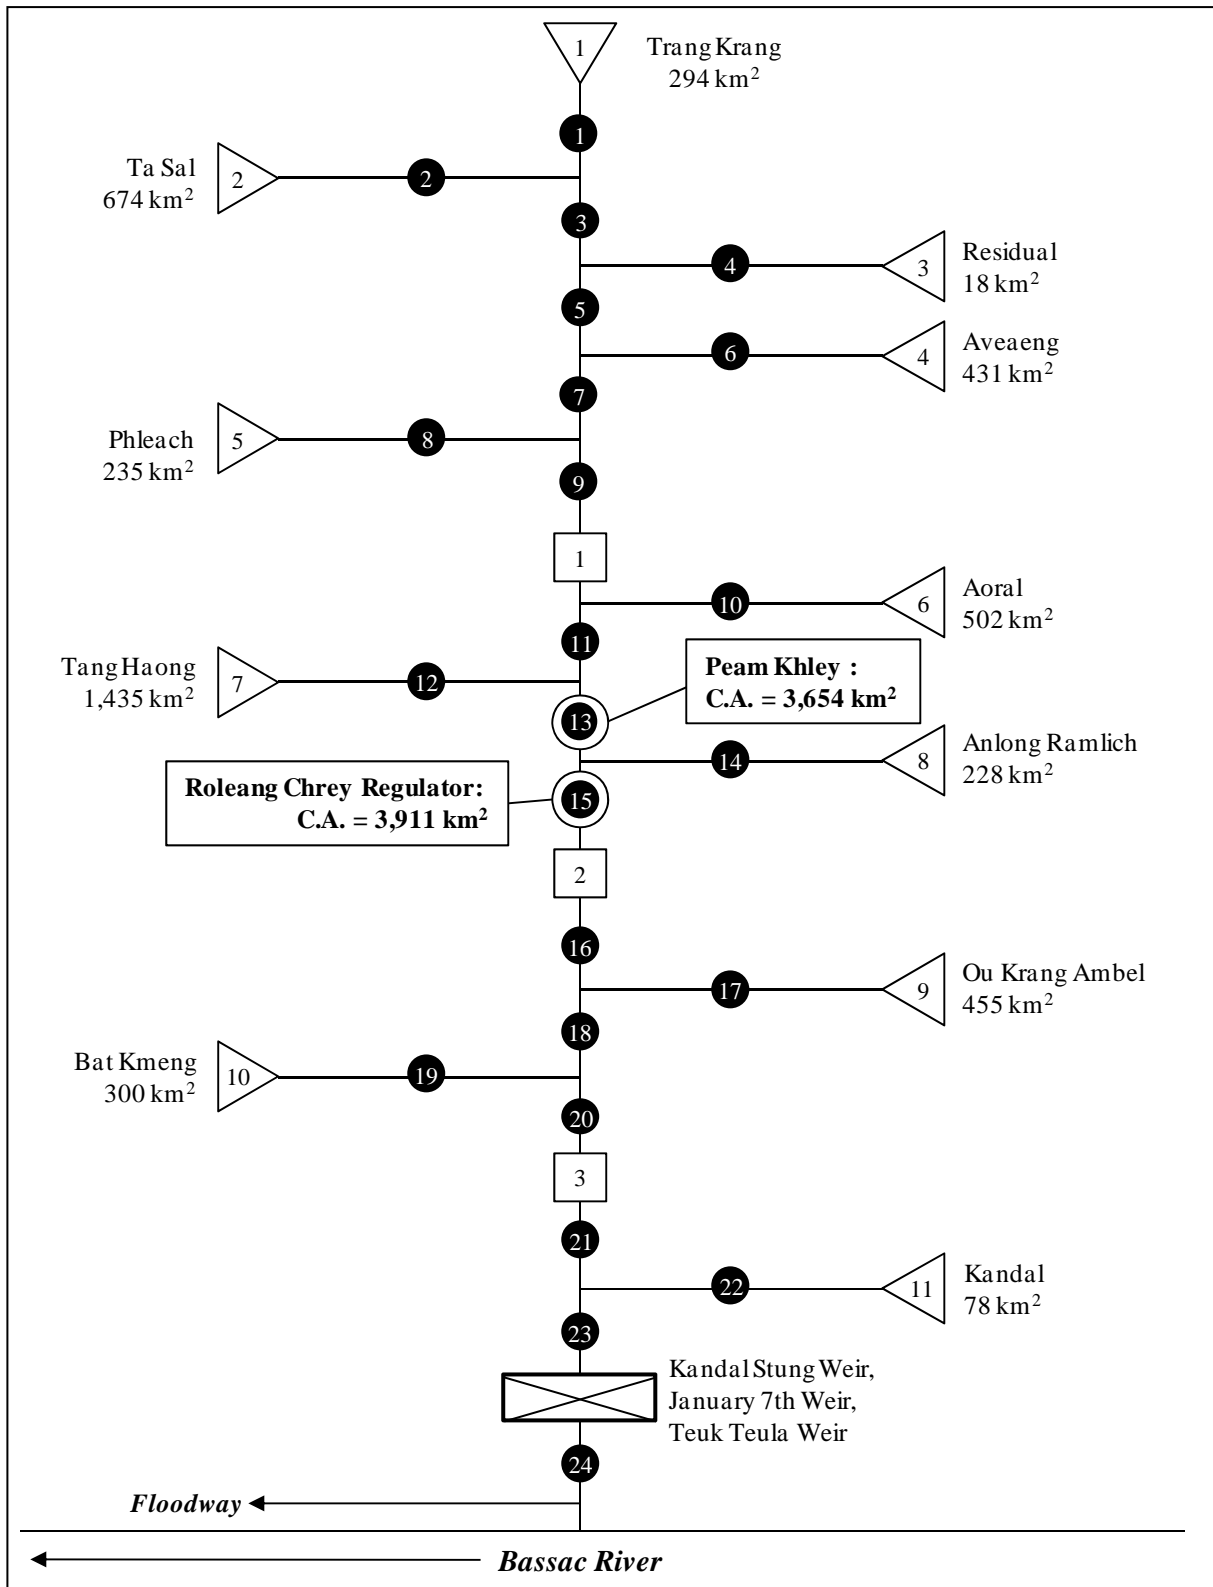 1
Trang Krang
294 km²
1
Ta Sal
674 km²
2
2
3
4
3
Residual
18 km²
5
6
4
Aveaeng
431 km²
7
Phleach
235 km²
5
8
9
1
10
6
Aoral
502 km²
11
Tang Haong
1,435 km²
7
12
Peam Khley :
C.A. = 3,654 km²
13
14
8
Anlong Ramlich
228 km²
Roleang Chrey Regulator:
C.A. = 3,911 km²
15
2
16
17
9
Ou Krang Ambel
455 km²
18
Bat Kmeng
300 km²
10
19
20
3
21
22
11
Kandal
78 km²
23
Kandal Stung Weir,
January 7th Weir,
Teuk Teula Weir
24
Floodway
Bassac River